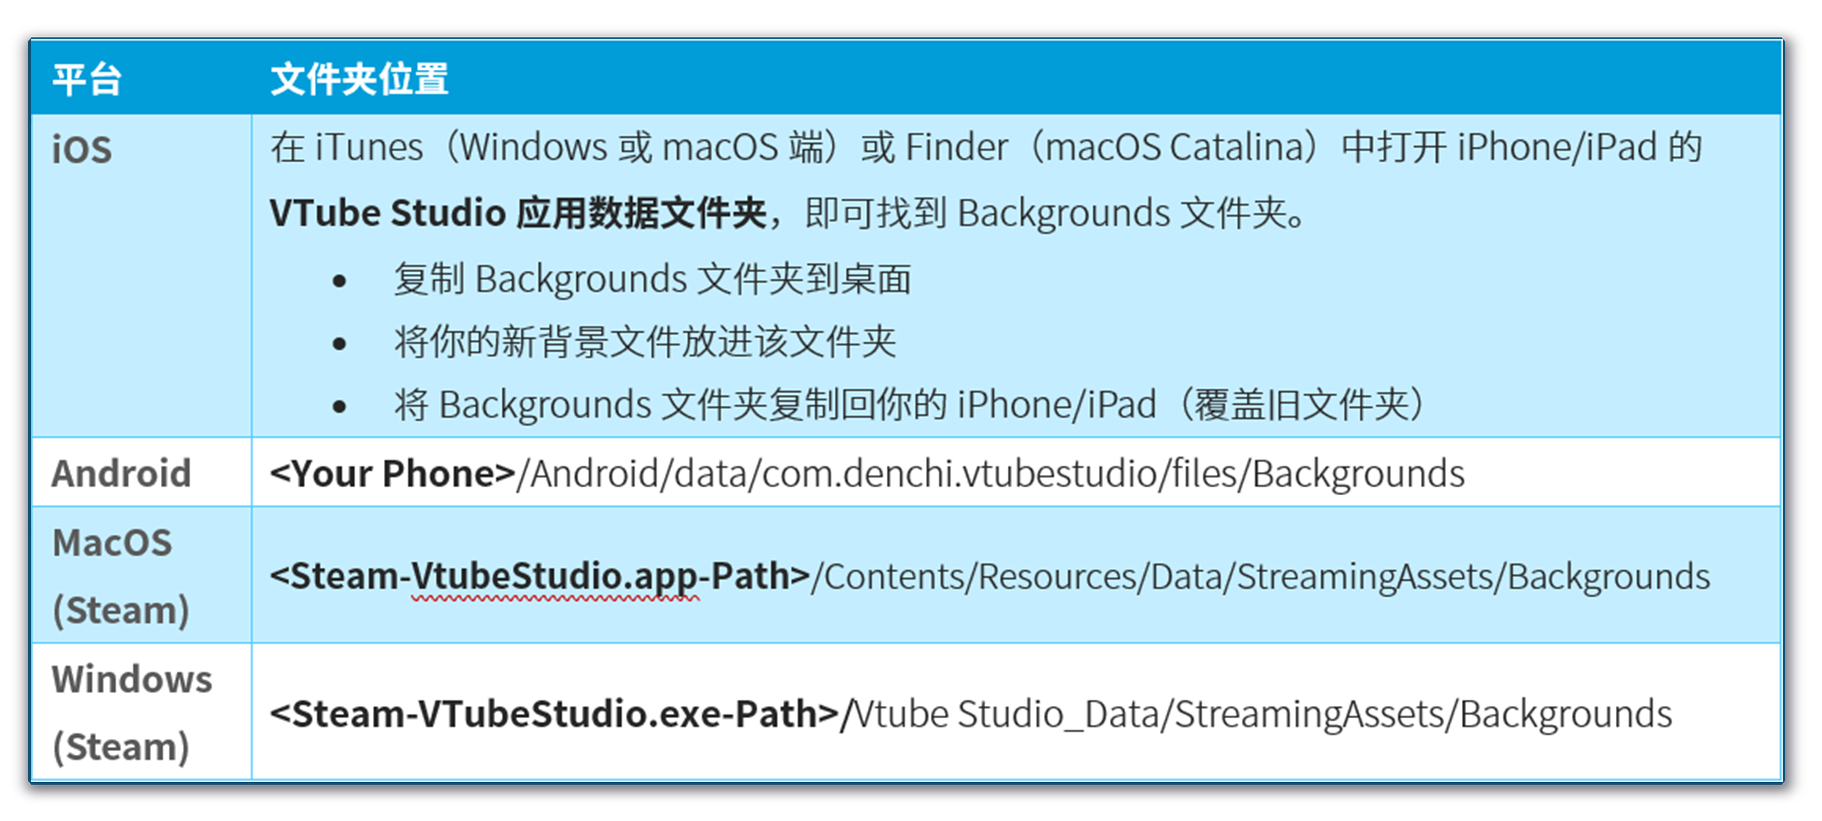 平台 文件夹位置
iOS 在 iTunes（Windows 或 macOS 端）或 Finder（macOS Catalina）中打开 iPhone/iPad 的
VTube Studio 应用数据文件夹，即可找到 Backgrounds 文件夹。
• 复制 Backgrounds 文件夹到桌面
• 将你的新背景文件放进该文件夹
• 将 Backgrounds 文件夹复制回你的 iPhone/iPad（覆盖旧文件夹）
Android <Your Phone>/Android/data/com.denchi.vtubestudio/files/Backgrounds
MacOS
(Steam)
<Steam-VtubeStudio.app-Path>/Contents/Resources/Data/StreamingAssets/Backgrounds
Windows
(Steam)
<Steam-VTubeStudio.exe-Path>/Vtube Studio_Data/StreamingAssets/Backgrounds